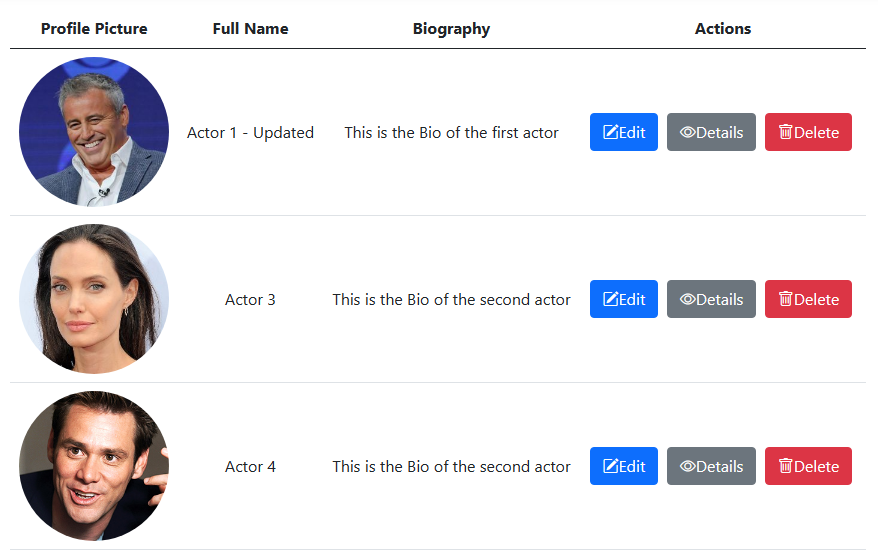 Profile Picture Full Name Biography Actions
Actor 1 - Updated This is the Bio of the first actor Edit Details Delete
Actor 3 This is the Bio of the second actor Edit Details Delete
Actor 4 This is the Bio of the second actor Edit Details Delete